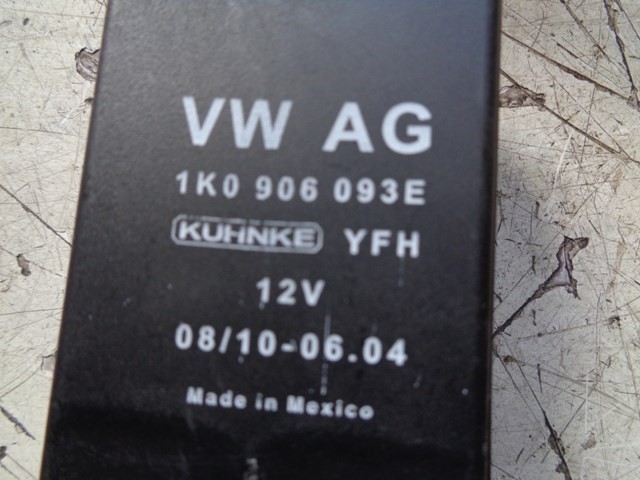 VW AG
1K0 906 093E
KUHNKE YFH
12V
08/10-06.04
Made in Mexico